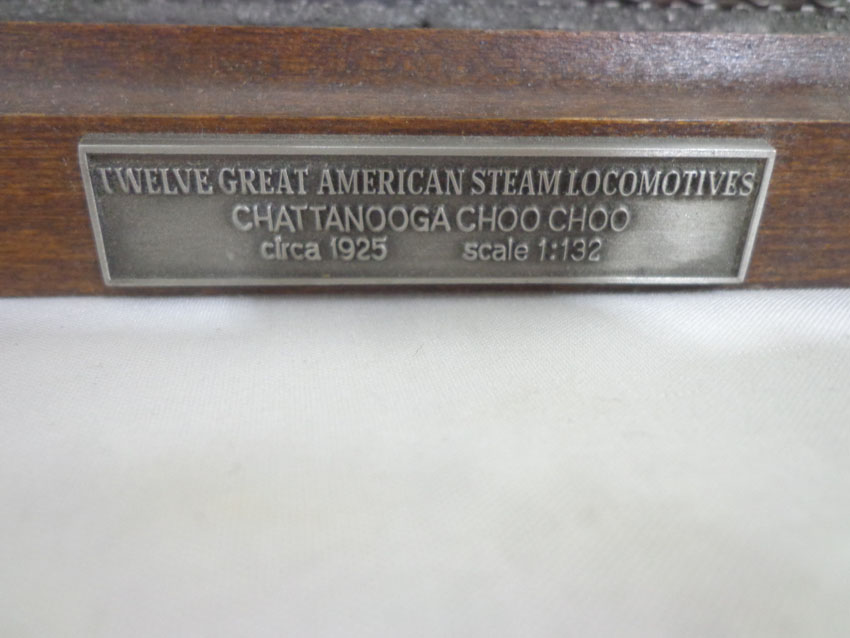 TWELVE GREAT AMERICAN STEAM LOCOMOTIVES
CHATTANOOGA CHOO CHOO
circa 1925 scale 1:132